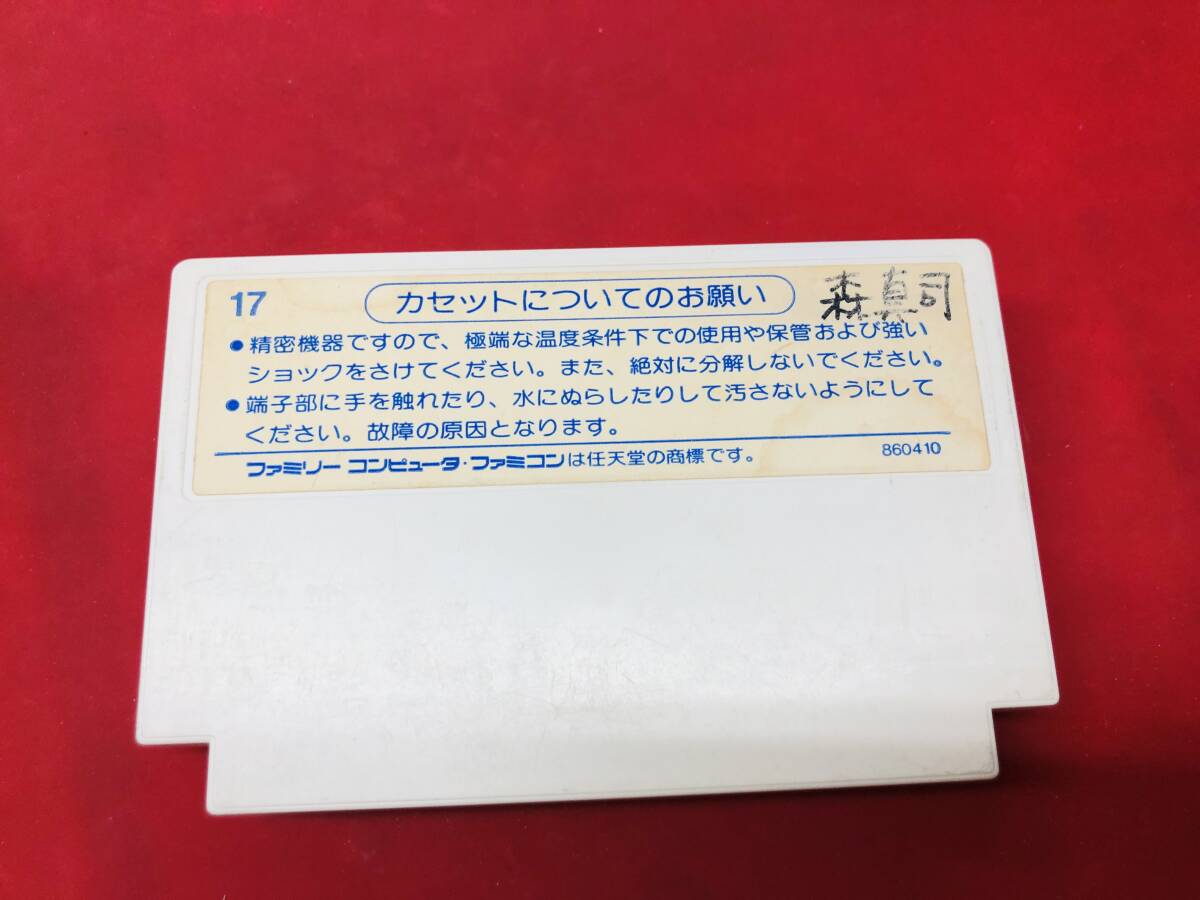 17
カセットについてのお願い
森真司
●精密機器ですので、極端な温度条件下での使用や保管および強い
ショックをさけてください。また、絶対に分解しないでください。
●端子部に手を触れたり、水にぬらしたりして汚さないようにして
ください。故障の原因となります。
ファミリーコンピュータ・ファミコンは任天堂の商標です。
860410